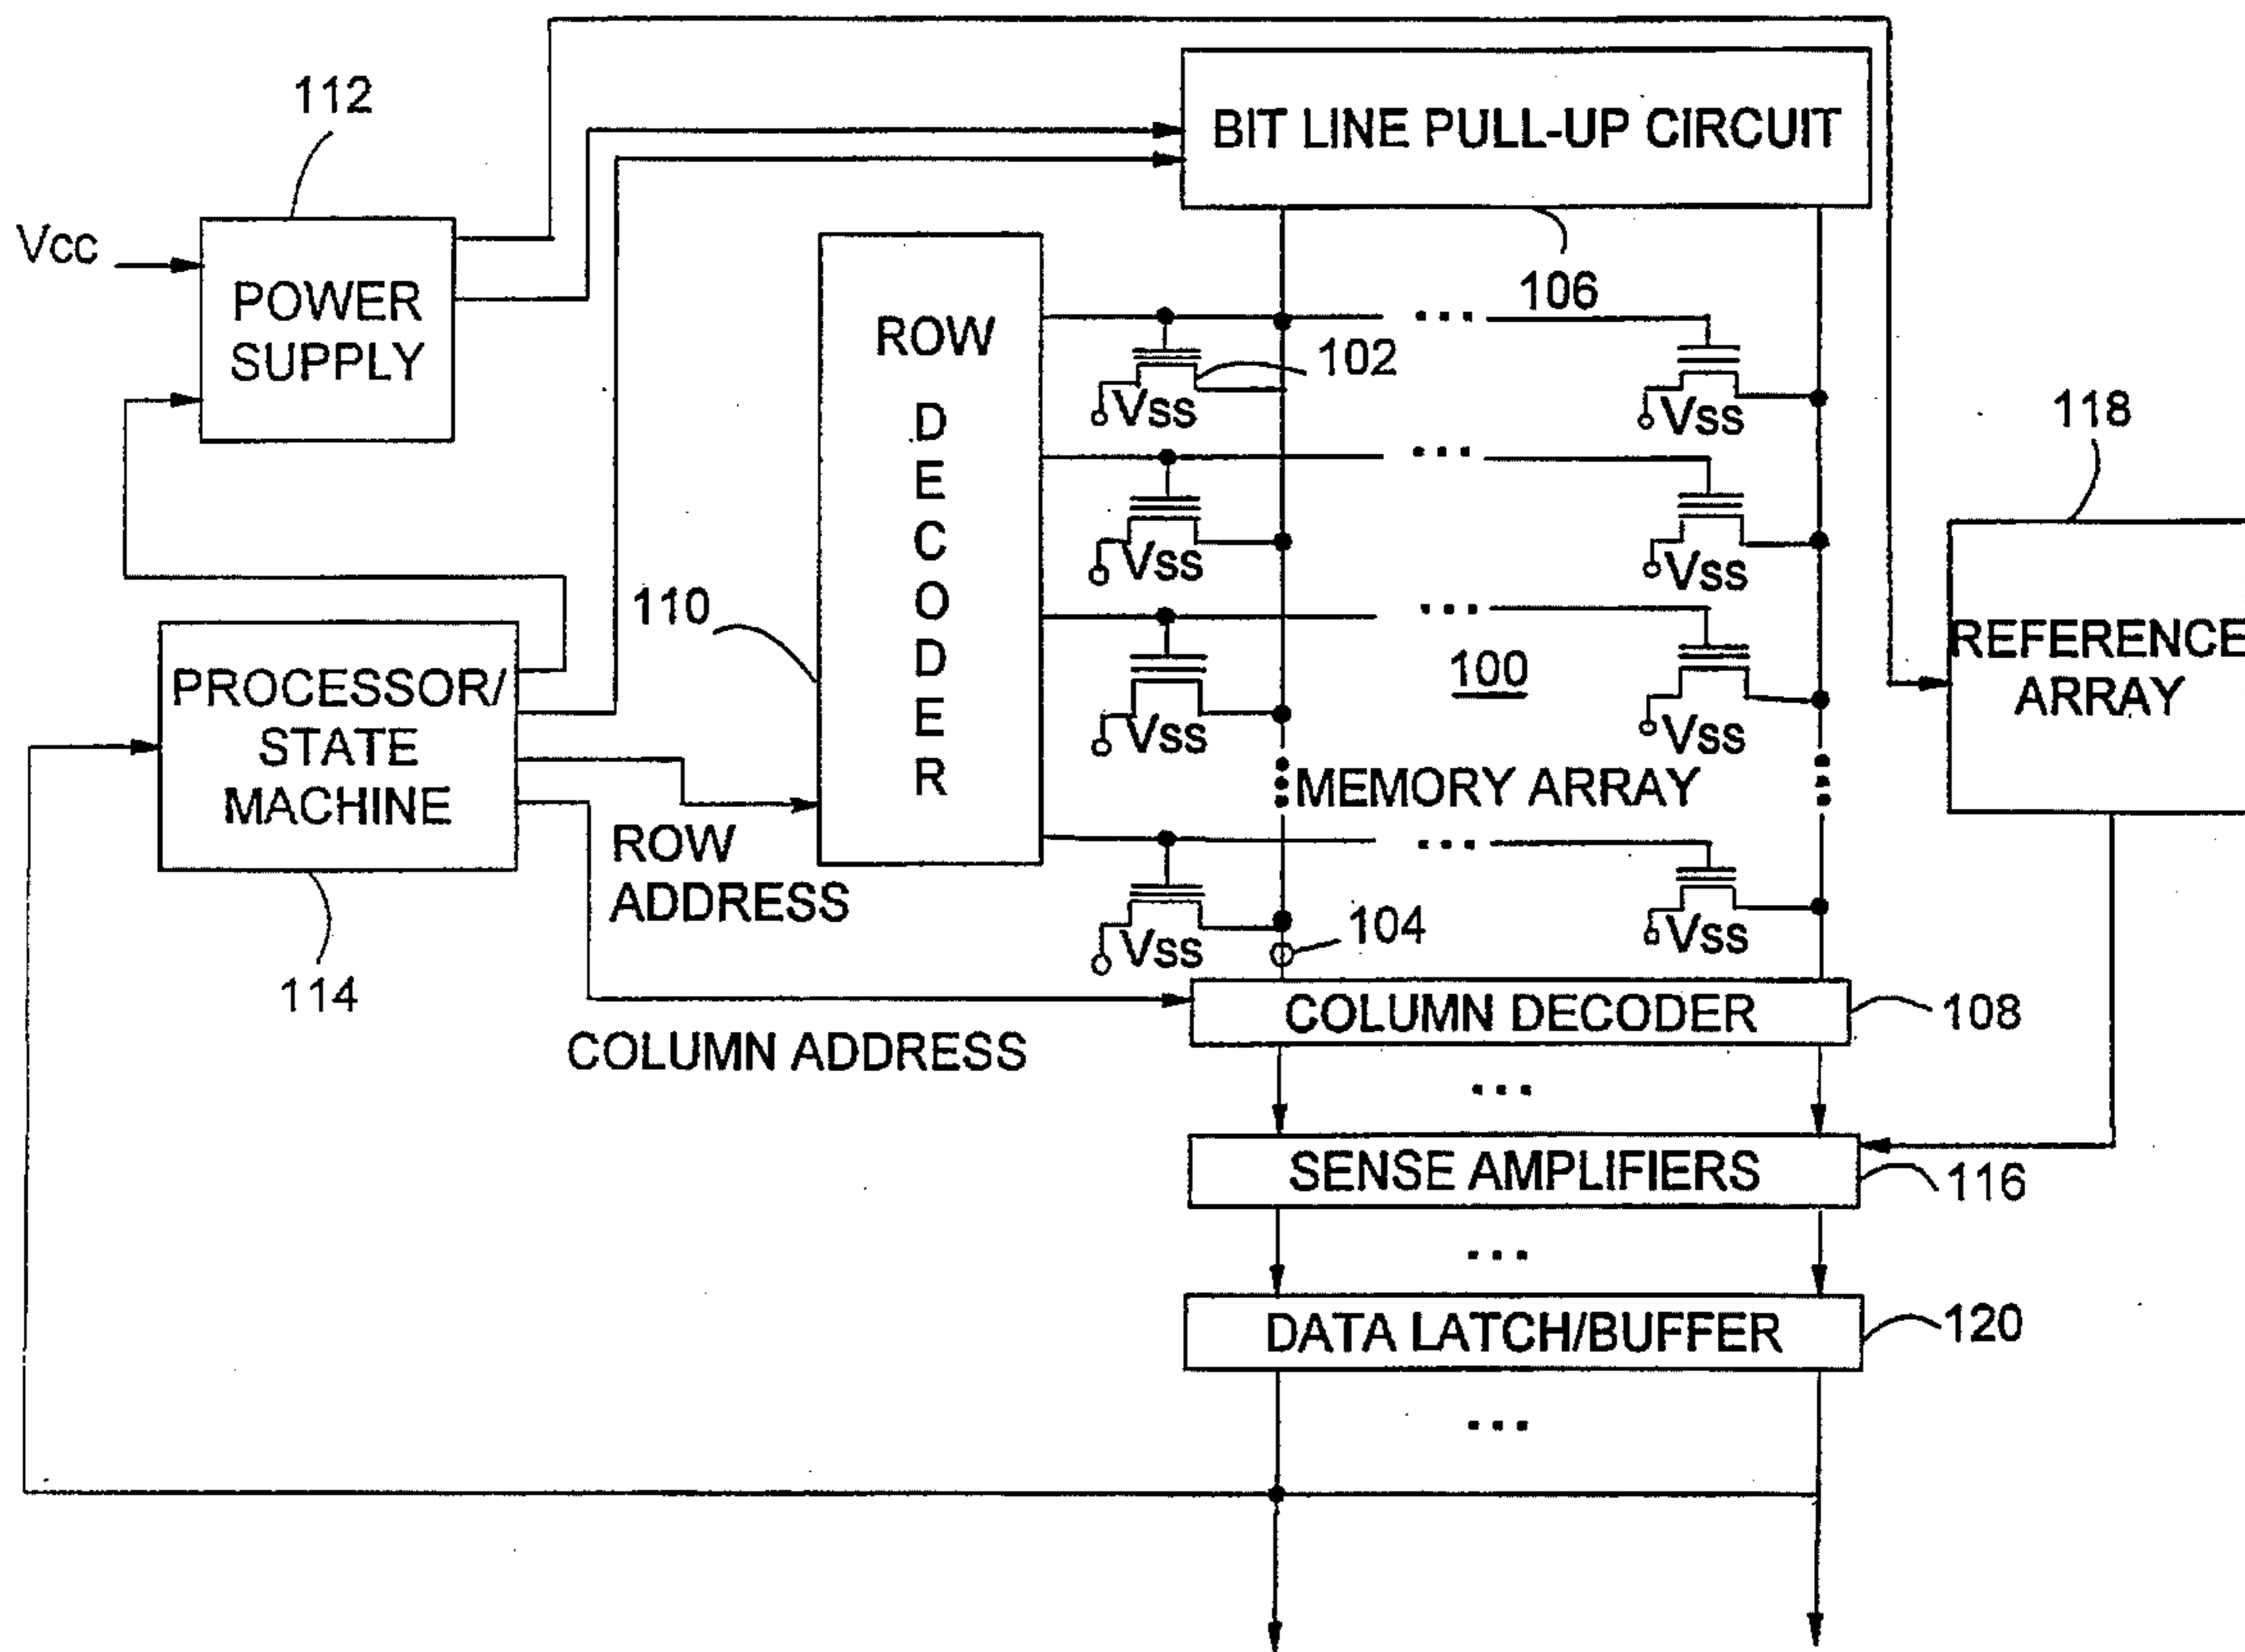 112
BIT LINE PULL-UP CIRCUIT
Vcc
POWER
SUPPLY
106
ROW
D
E
C
O
D
E
R
102
Vss
Vss
118
Vss
Vss
110
100
REFERENCE
ARRAY
PROCESSOR/
STATE
MACHINE
Vss
Vss
MEMORY ARRAY
ROW
ADDRESS
104
Vss
Vss
114
COLUMN DECODER
108
COLUMN ADDRESS
SENSE AMPLIFIERS
116
DATA LATCH/BUFFER
120